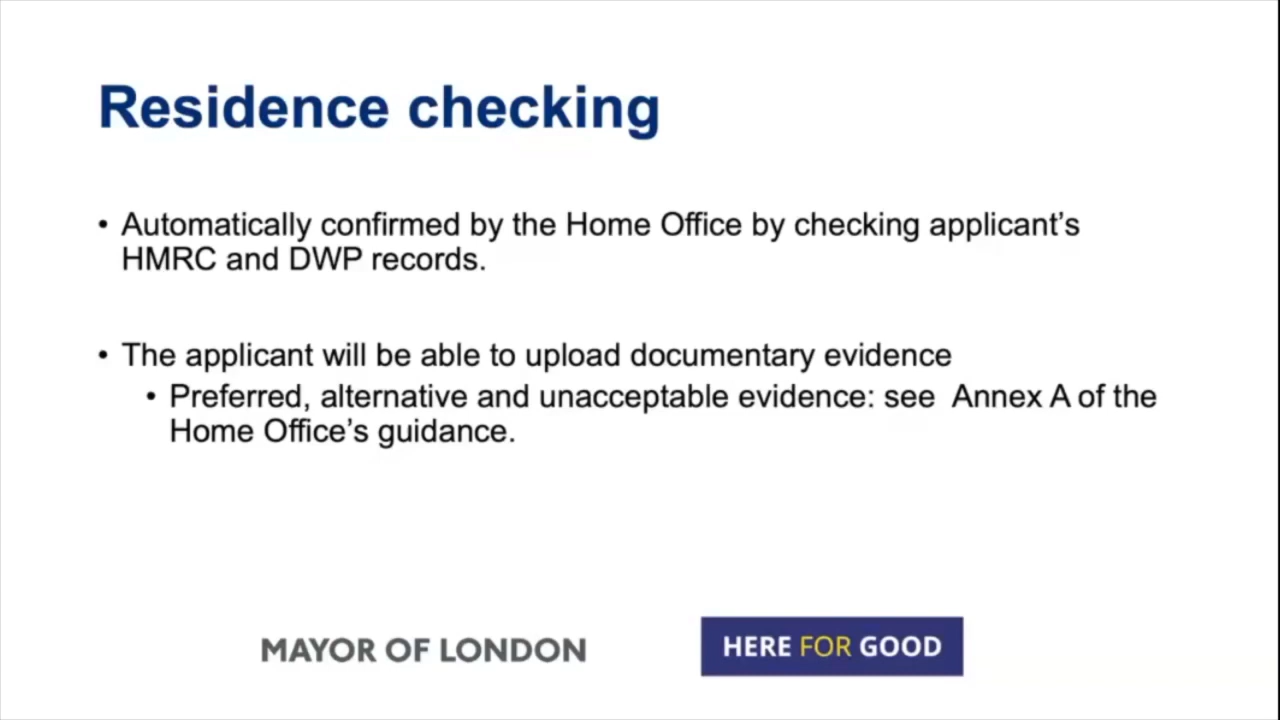 Residence checking
• Automatically confirmed by the Home Office by checking applicant’s
HMRC and DWP records.
• The applicant will be able to upload documentary evidence
• Preferred, alternative and unacceptable evidence: see  Annex A of the
Home Office’s guidance.
MAYOR OF LONDON
HERE FOR GOOD